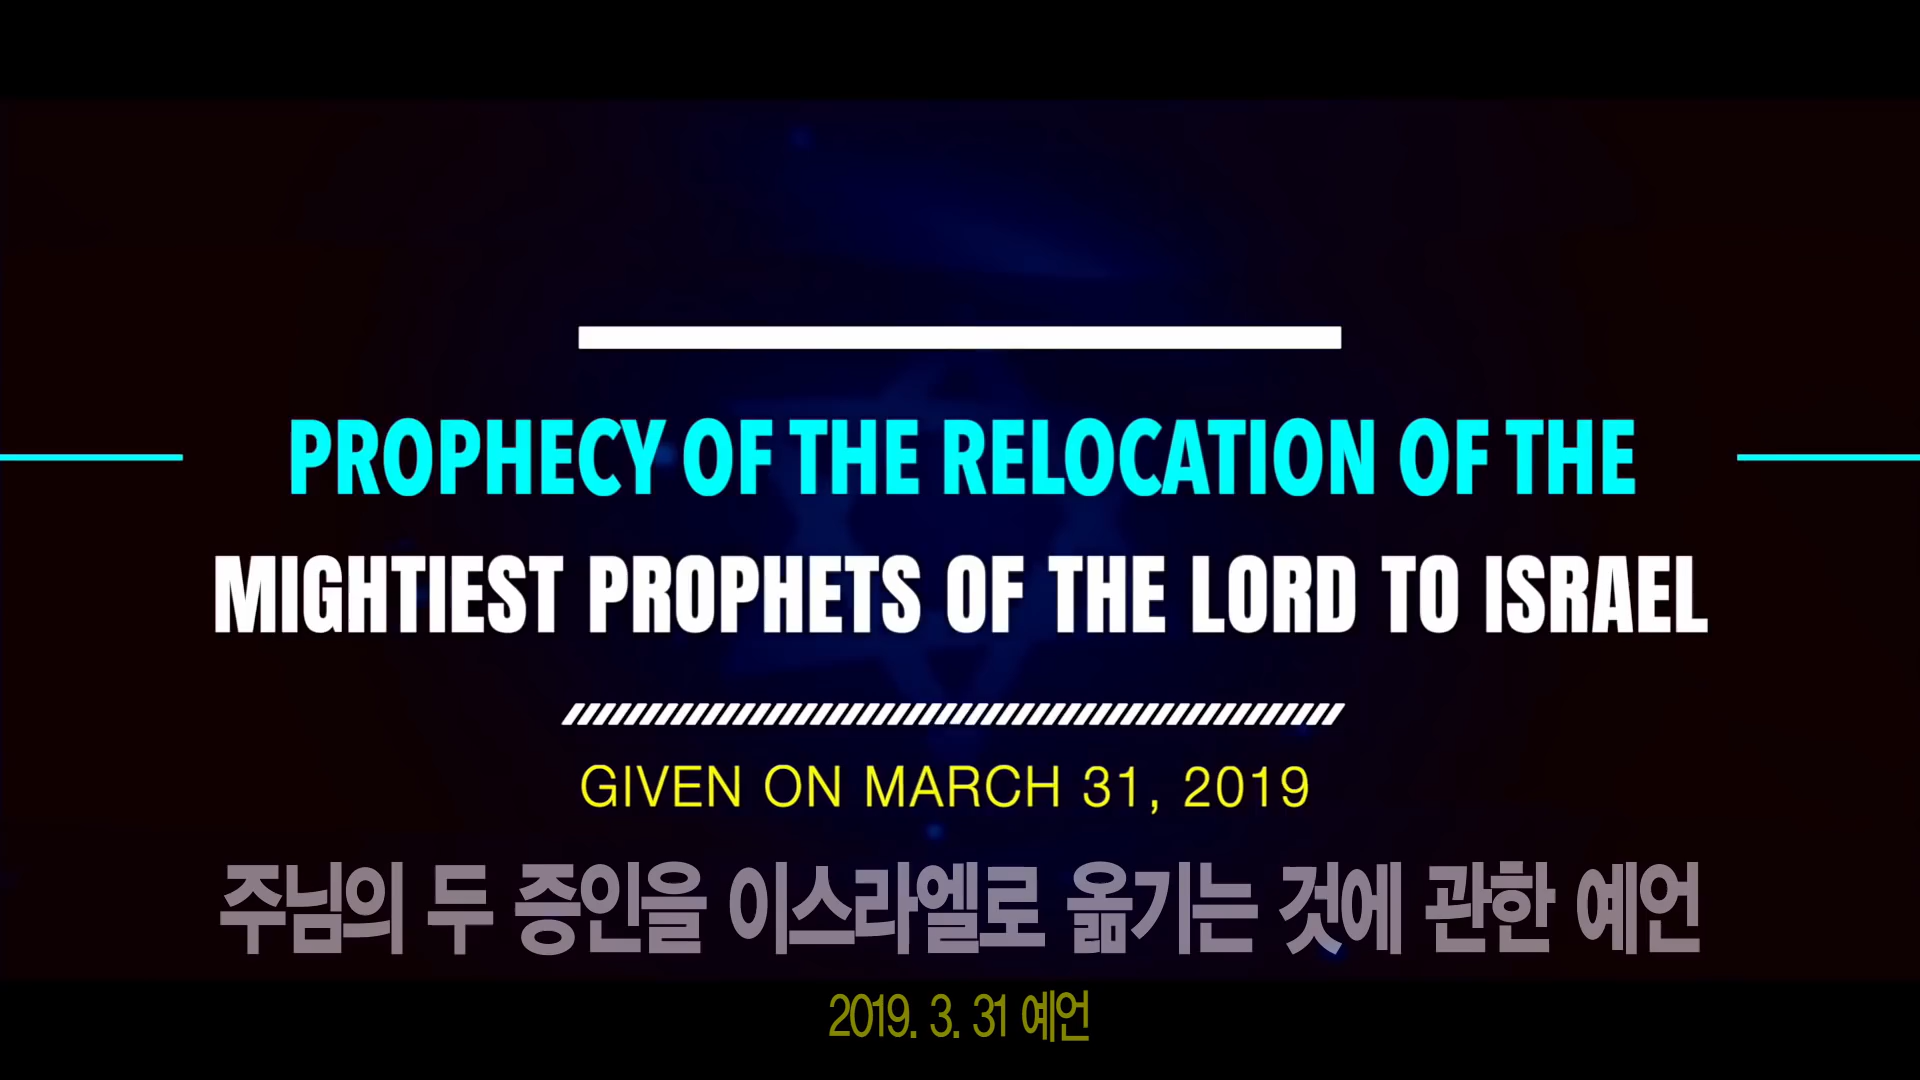 PROPHECY OF THE RELOCATION OF THE
MIGHTIEST PROPHETS OF THE LORD TO ISRAEL
GIVEN ON MARCH 31, 2019
주님의 두 증인을 이스라엘로 옮기는 것에 관한 예언
2019. 3. 31 예언